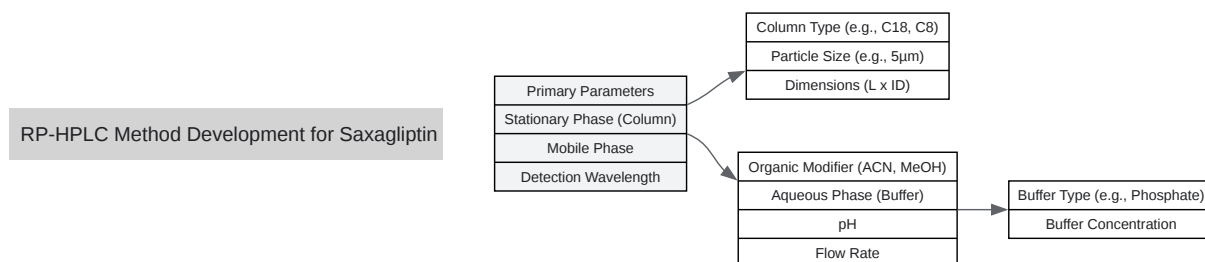 RP-HPLC Method Development for Saxagliptin
Primary Parameters
Stationary Phase (Column)
Mobile Phase
Detection Wavelength
Column Type (e.g., C18, C8)
Particle Size (e.g., 5µm)
Dimensions (L x ID)
Organic Modifier (ACN, MeOH)
Aqueous Phase (Buffer)
pH
Flow Rate
Buffer Type (e.g., Phosphate)
Buffer Concentration